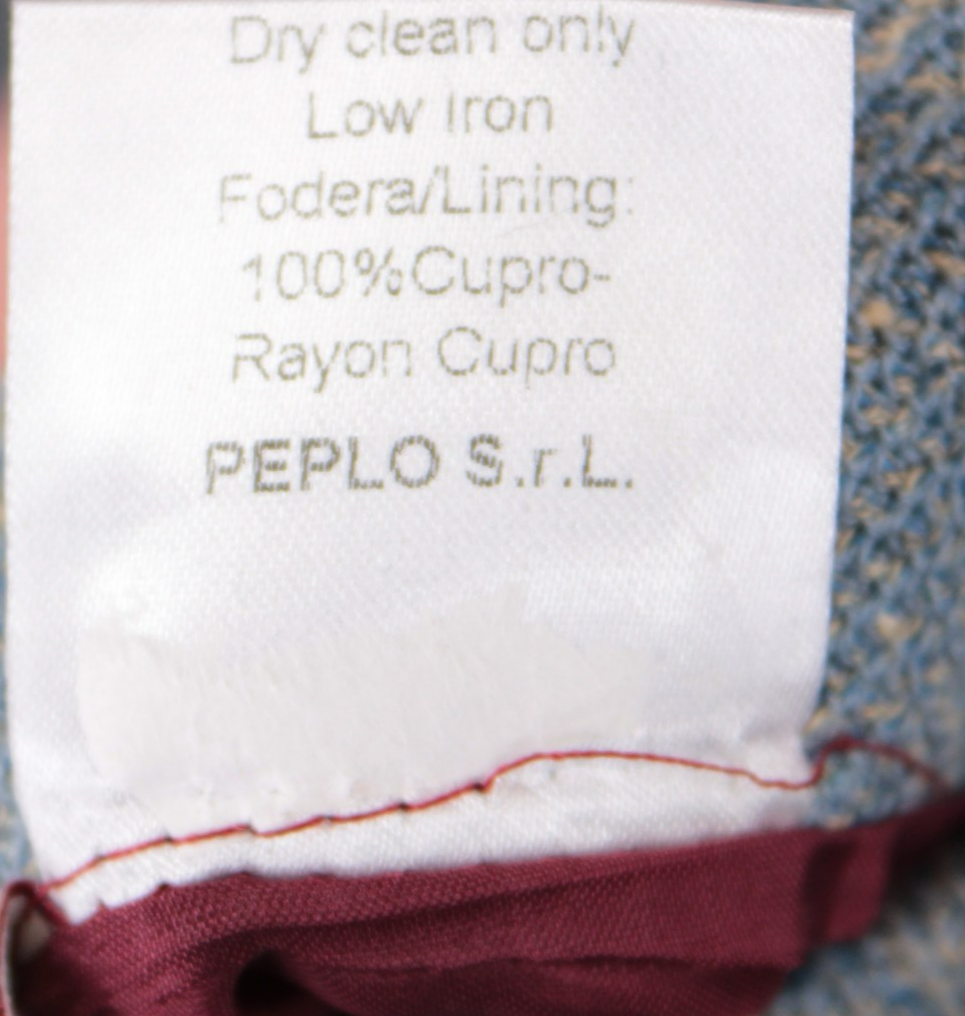 Dry clean only
Low Iron
Fodera/Lining:
100%Cupro-
Rayon Cupro
PEPLO S.r.L.